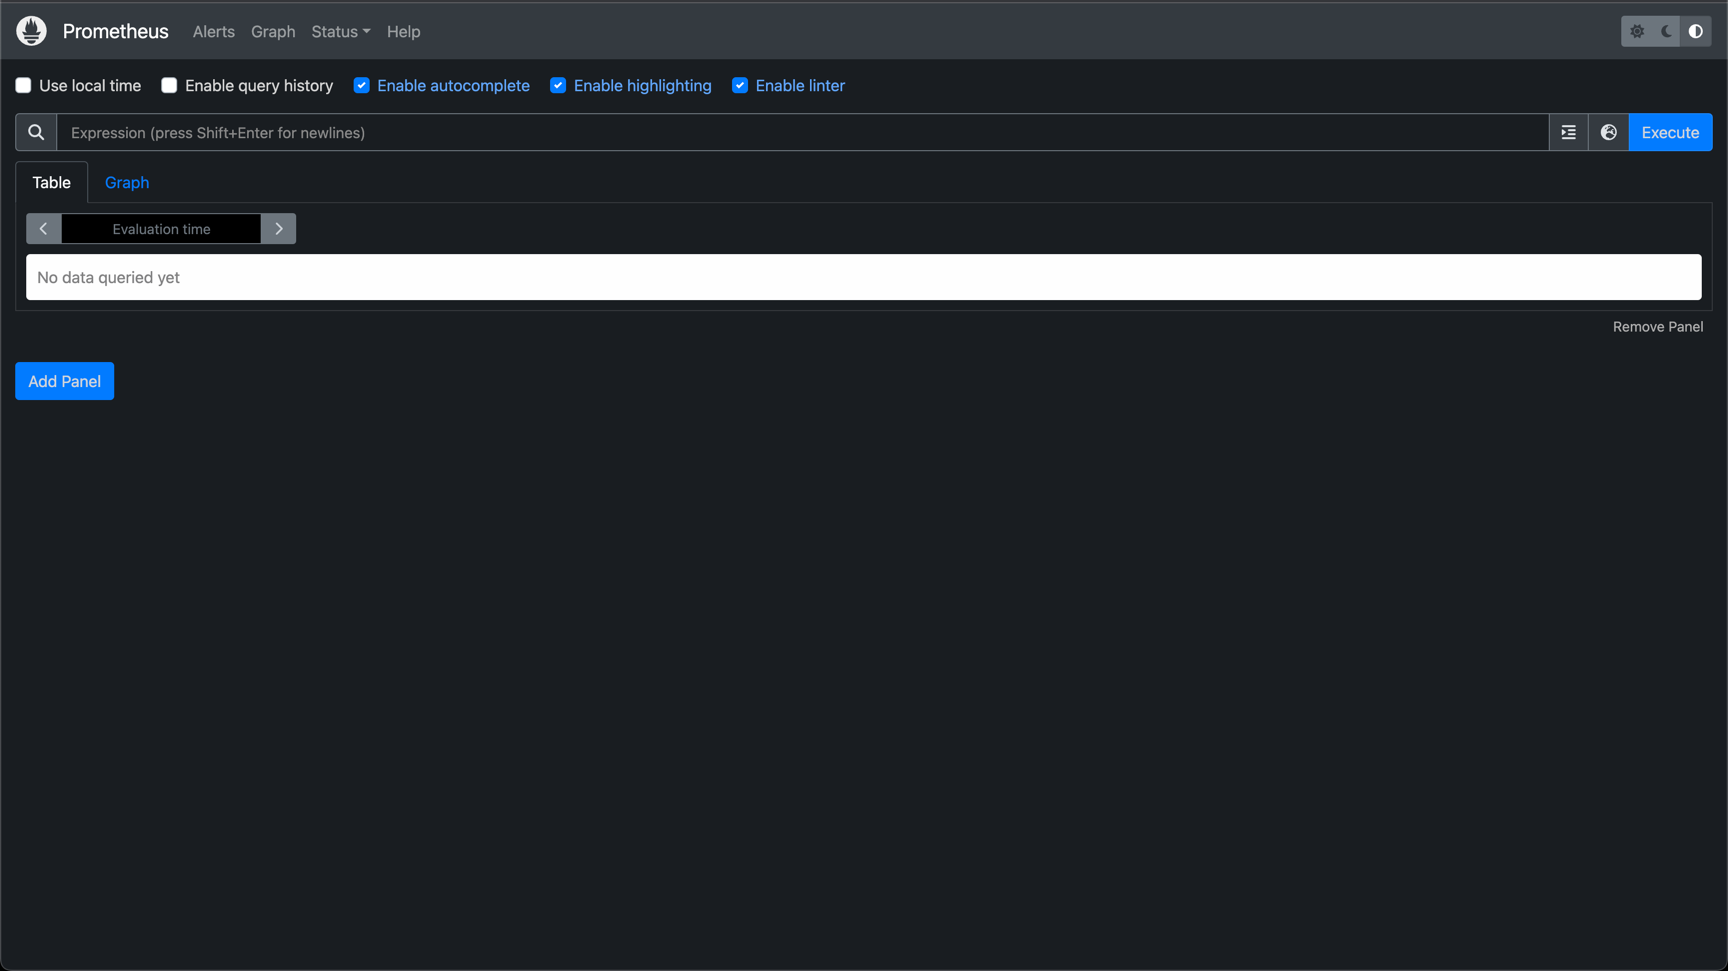 Prometheus Alerts Graph Status Help
Use local time Enable query history Enable autocomplete Enable highlighting Enable linter
Expression (press Shift+Enter for newlines) Execute
Table Graph
Evaluation time
No data queried yet
Remove Panel
Add Panel